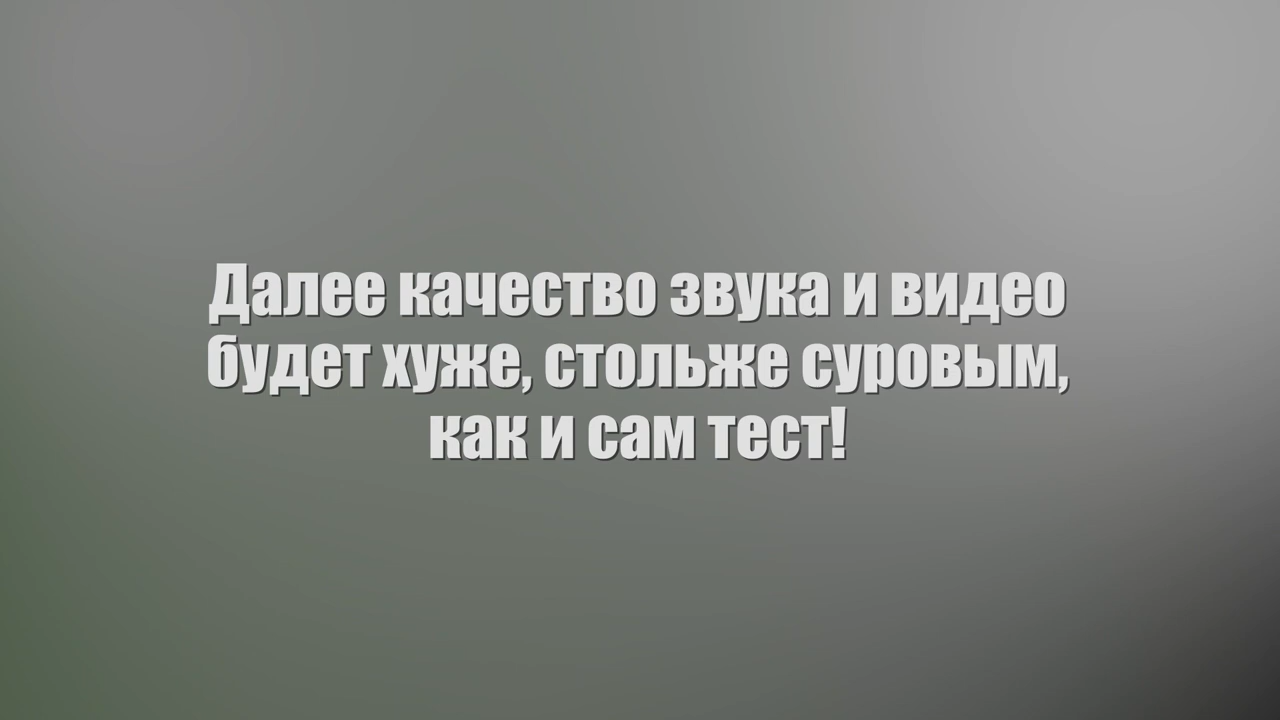 Далее качество звука и видео
будет хуже, стольже суровым,
как и сам тест!